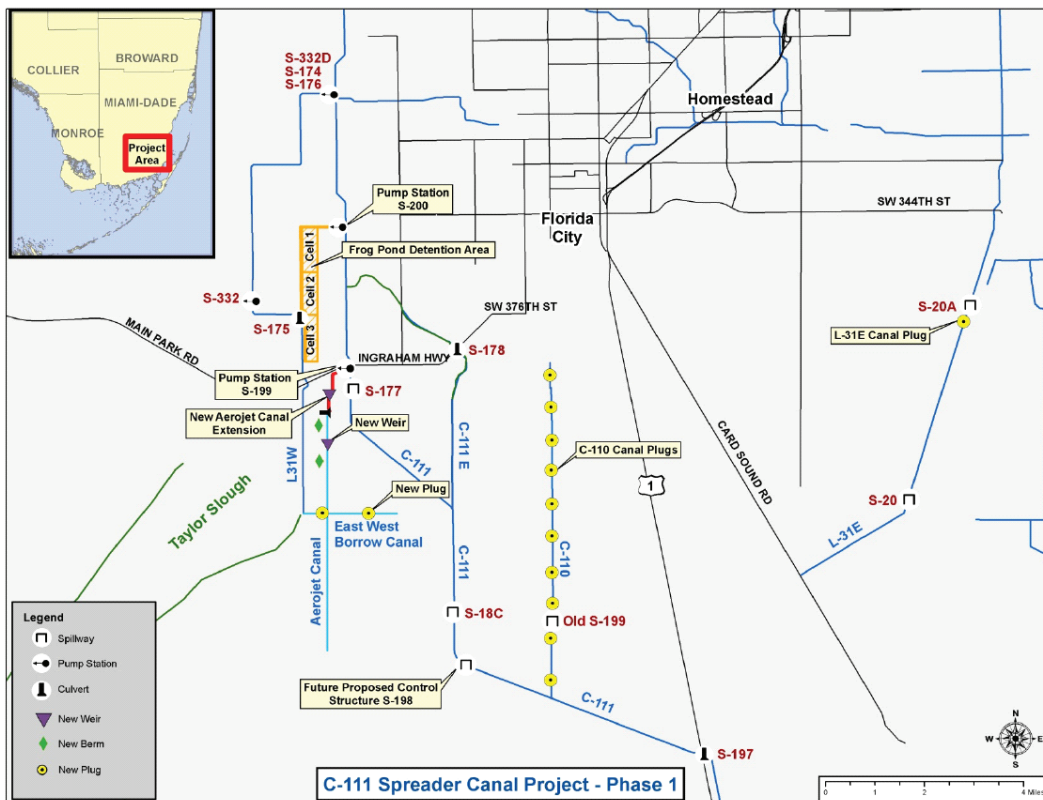 COLLIER
BROWARD
MIAMI-DADE
MONROE
Project
Area
S-332D
S-174
S-176
Homestead
Pump Station
S-200
SW 344TH ST
Florida
City
Cell 1
Frog Pond Detention Area
Cell 2
S-332
S-175
Cell 3
SW 376TH ST
S-20A
L-31E Canal Plug
MAIN PARK RD
INGRAHAM HWY
S-178
Pump Station
S-199
S-177
New Aerojet Canal
Extension
New Weir
C-111 E
C-111
CARD SOUND RD
C-110 Canal Plugs
L31W
1
New Plug
S-20
Taylor Slough
East West
Borrow Canal
L-31E
C-110
Aerojet Canal
C-111
S-18C
Old S-199
Future Proposed Control
Structure S-198
C-111
S-197
Legend
Spillway
Pump Station
Culvert
New Weir
New Berm
New Plug
N
W
E
S
C-111 Spreader Canal Project - Phase 1
0
1
2
4 Miles